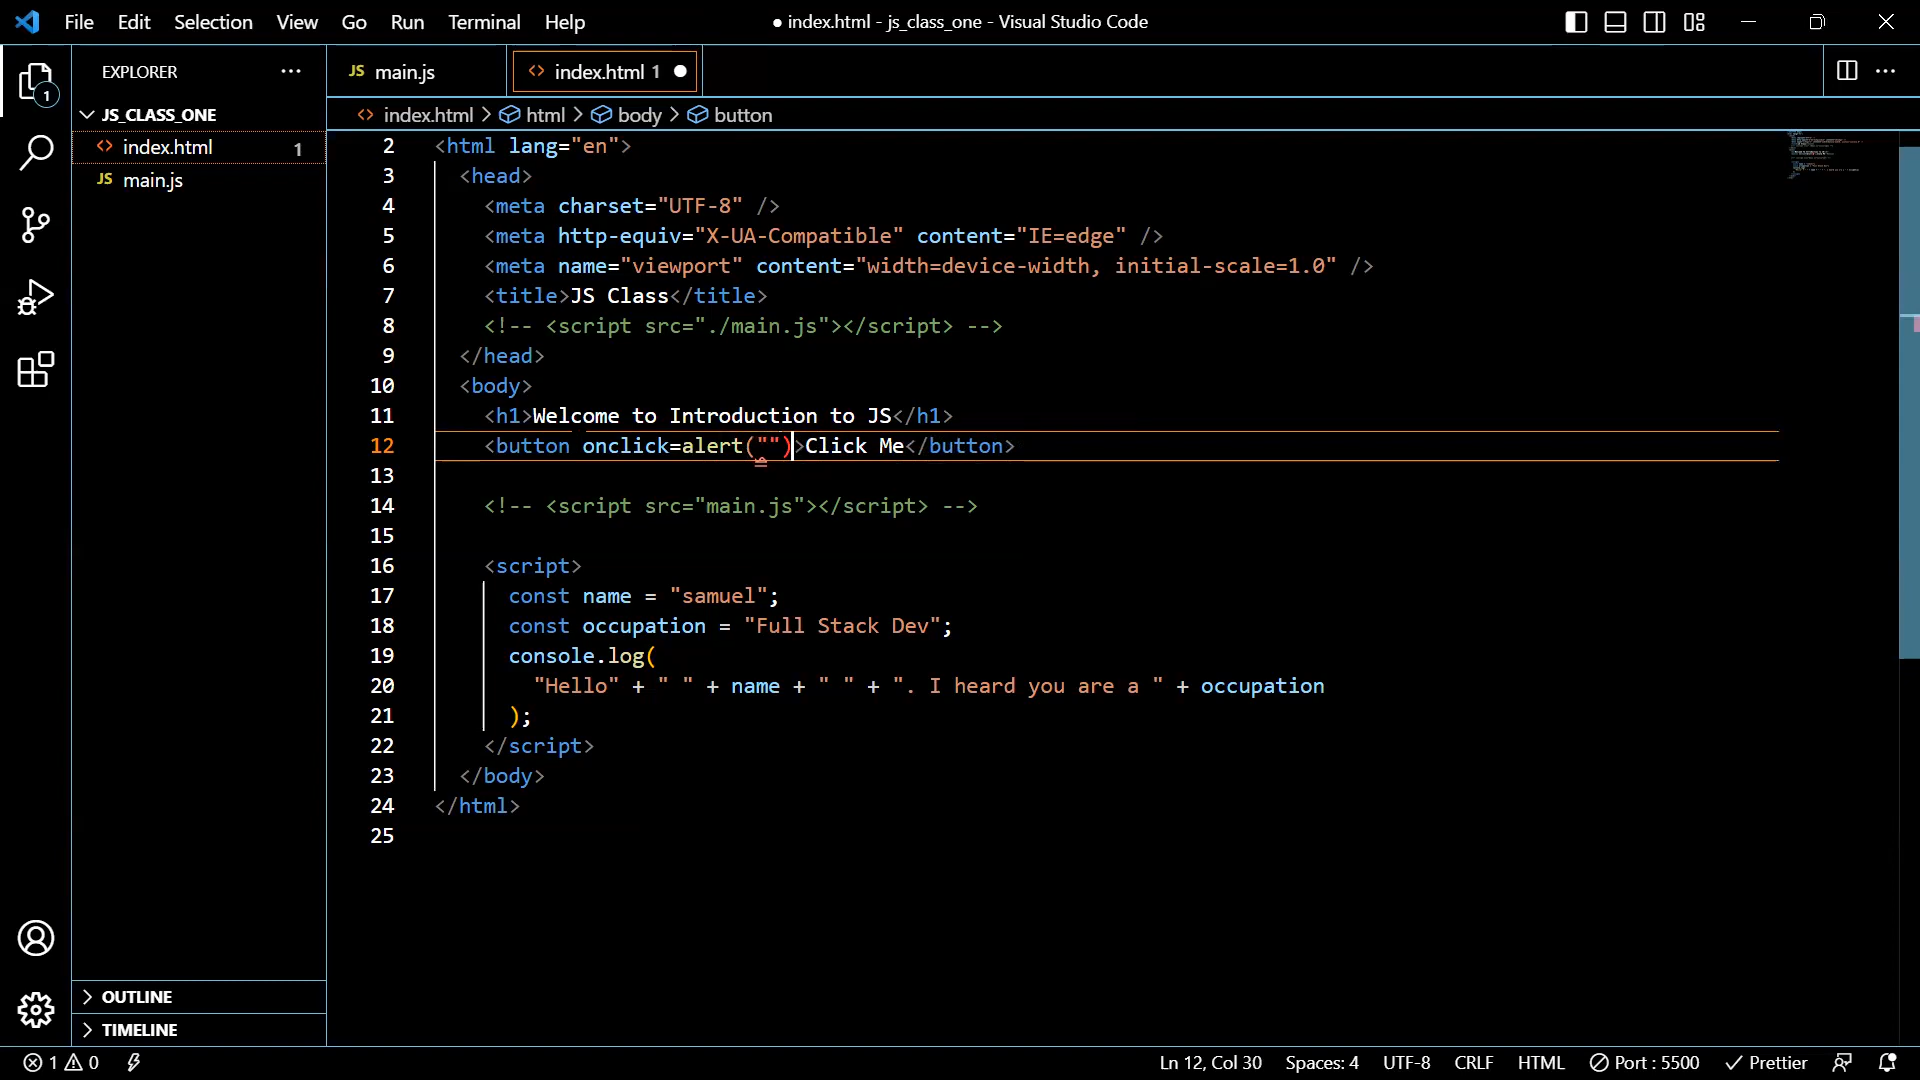 File Edit Selection View Go Run Terminal Help
● index.html - js_class_one - Visual Studio Code
EXPLORER
JS main.js
<> index.html 1
1
JS_CLASS_ONE
<> index.html 1
JS main.js
<> index.html > html > body > button
2 <html lang="en">
3 <head>
4 <meta charset="UTF-8" />
5 <meta http-equiv="X-UA-Compatible" content="IE=edge" />
6 <meta name="viewport" content="width=device-width, initial-scale=1.0" />
7 <title>JS Class</title>
8 <!-- <script src="./main.js"></script> -->
9 </head>
10 <body>
11 <h1>Welcome to Introduction to JS</h1>
12 <button onclick=alert("")>Click Me</button>
13
14 <!-- <script src="main.js"></script> -->
15
16 <script>
17 const name = "samuel";
18 const occupation = "Full Stack Dev";
19 console.log(
20 "Hello" + " " + name + " " + ". I heard you are a " + occupation
21 );
22 </script>
23 </body>
24 </html>
25
OUTLINE
TIMELINE
1 0
Ln 12, Col 30 Spaces: 4 UTF-8 CRLF HTML Port : 5500 Prettier